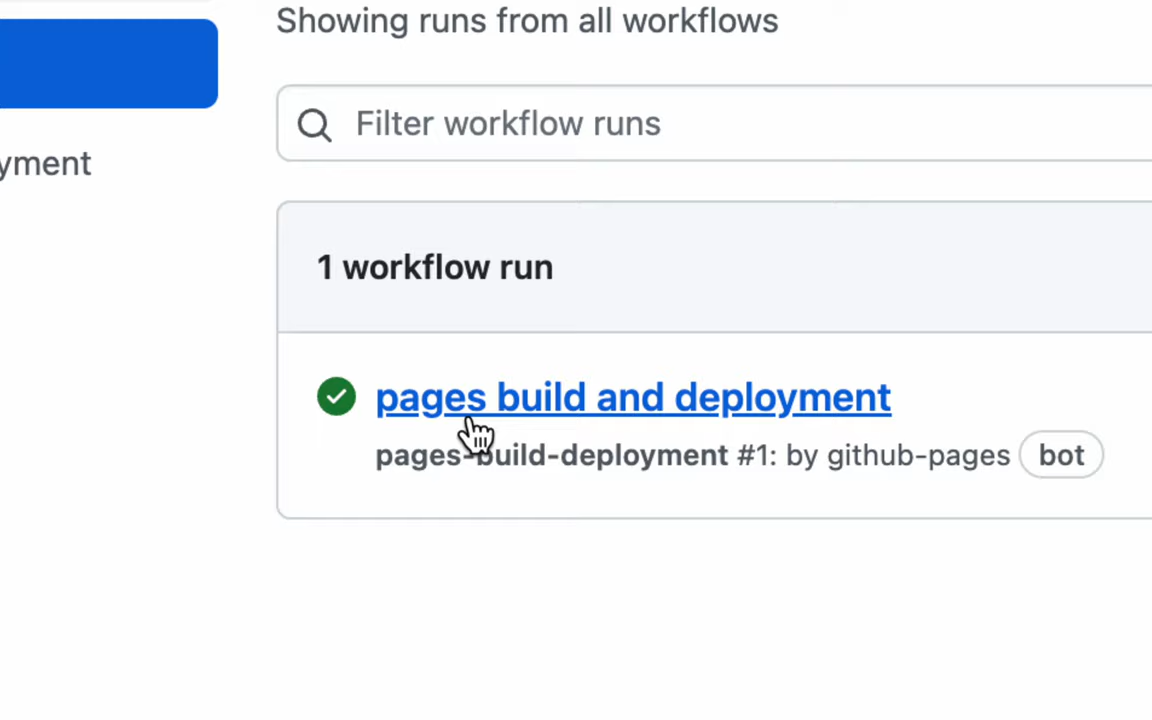 Showing runs from all workflows
Filter workflow runs
yment
1 workflow run
pages build and deployment
pages-build-deployment #1: by github-pages bot